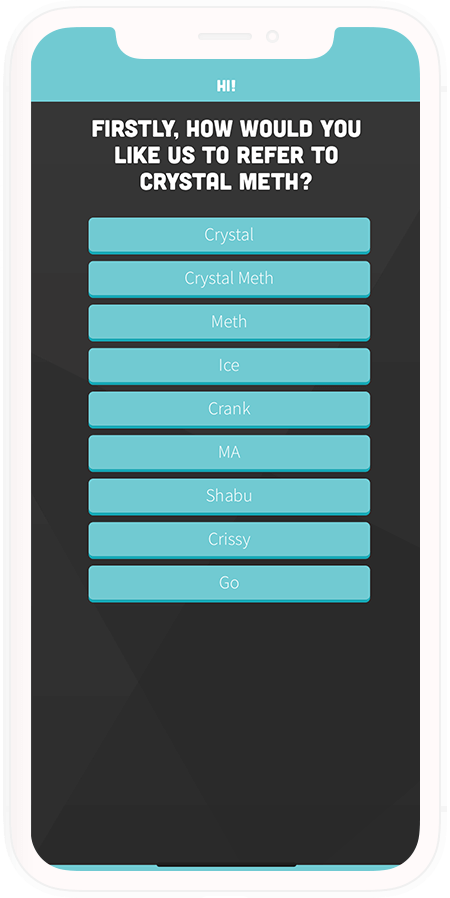 HI!
FIRSTLY, HOW WOULD YOU
LIKE US TO REFER TO
CRYSTAL METH?
Crystal
Crystal Meth
Meth
Ice
Crank
MA
Shabu
Crissy
Go